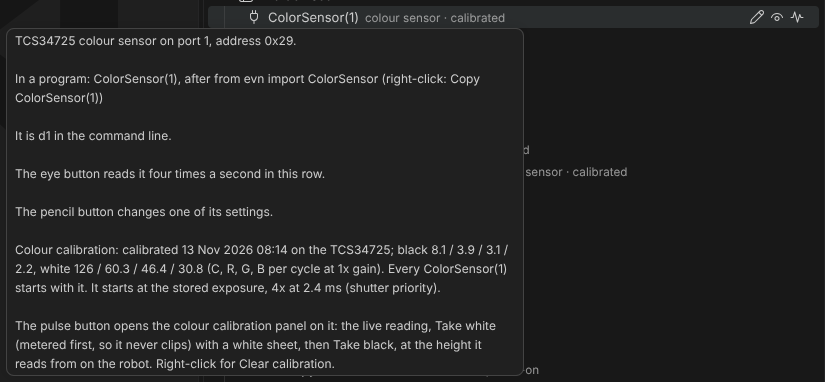 ColorSensor(1) colour sensor · calibrated
TCS34725 colour sensor on port 1, address 0x29.
In a program: ColorSensor(1), after from evn import ColorSensor (right-click: Copy
ColorSensor(1))
It is d1 in the command line.
The eye button reads it four times a second in this row.
The pencil button changes one of its settings.
Colour calibration: calibrated 13 Nov 2026 08:14 on the TCS34725; black 8.1 / 3.9 / 3.1 /
2.2, white 126 / 60.3 / 46.4 / 30.8 (C, R, G, B per cycle at 1x gain). Every ColorSensor(1)
starts with it. It starts at the stored exposure, 4x at 2.4 ms (shutter priority).
The pulse button opens the colour calibration panel on it: the live reading, Take white
(metered first, so it never clips) with a white sheet, then Take black, at the height it
reads from on the robot. Right-click for Clear calibration.
d
sensor · calibrated
on